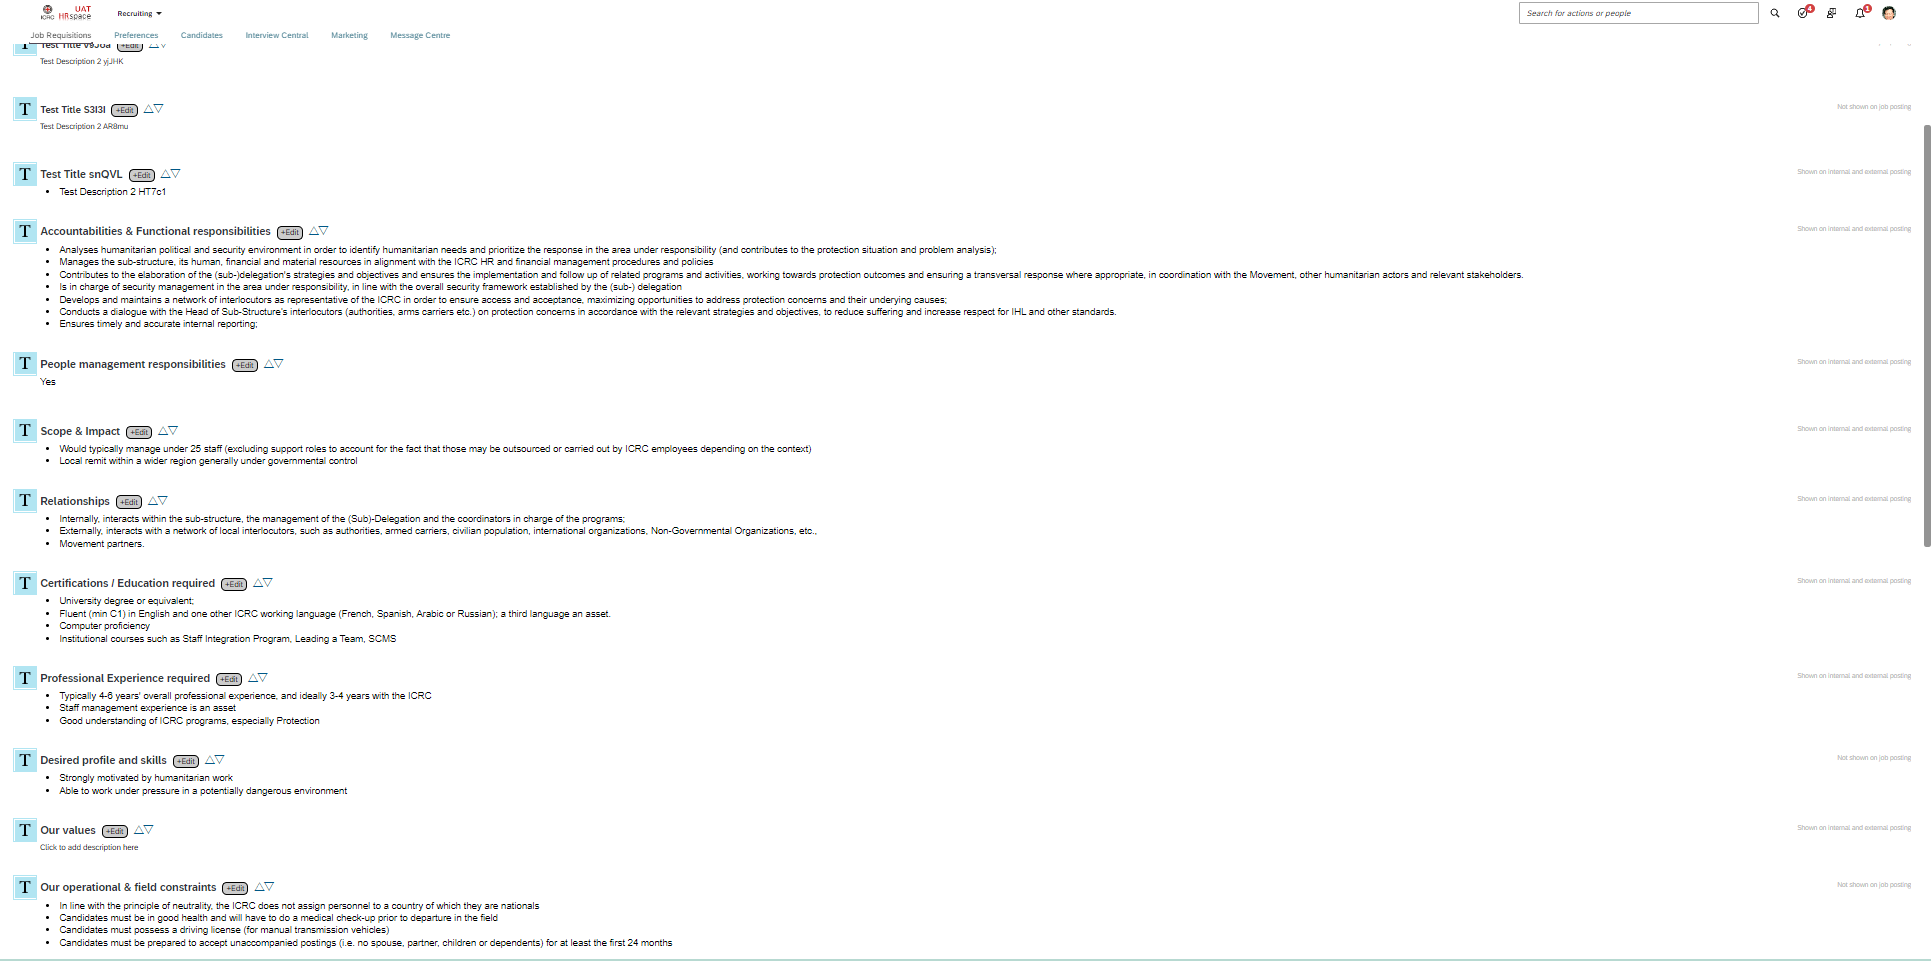 ICRC UAT HRspace Recruiting Search for actions or people 4 1
Job Requisitions Preferences Candidates Interview Central Marketing Message Centre
Test Title +Edit
Test Description 2 yjJHK
T Test Title S3I3I +Edit Not shown on job posting
Test Description 2 AR8mu
T Test Title snQVL +Edit Shown on internal and external posting
• Test Description 2 HT7c1
T Accountabilities & Functional responsibilities +Edit Shown on internal and external posting
• Analyses humanitarian political and security environment in order to identify humanitarian needs and prioritize the response in the area under responsibility (and contributes to the protection situation and problem analysis);
• Manages the sub-structure, its human, financial and material resources in alignment with the ICRC HR and financial management procedures and policies
• Contributes to the elaboration of the (sub-)delegation's strategies and objectives and ensures the implementation and follow up of related programs and activities, working towards protection outcomes and ensuring a transversal response where appropriate, in coordination with the Movement, other humanitarian actors and relevant stakeholders.
• Is in charge of security management in the area under responsibility, in line with the overall security framework established by the (sub-) delegation
• Develops and maintains a network of interlocutors as representative of the ICRC in order to ensure access and acceptance, maximizing opportunities to address protection concerns and their underlying causes;
• Conducts a dialogue with the Head of Sub-Structure's interlocutors (authorities, arms carriers etc.) on protection concerns in accordance with the relevant strategies and objectives, to reduce suffering and increase respect for IHL and other standards.
• Ensures timely and accurate internal reporting;
T People management responsibilities +Edit Shown on internal and external posting
Yes
T Scope & Impact +Edit Shown on internal and external posting
• Would typically manage under 25 staff (excluding support roles to account for the fact that those may be outsourced or carried out by ICRC employees depending on the context)
• Local remit within a wider region generally under governmental control
T Relationships +Edit Shown on internal and external posting
• Internally, interacts within the sub-structure, the management of the (Sub)-Delegation and the coordinators in charge of the programs;
• Externally, interacts with a network of local interlocutors, such as authorities, armed carriers, civilian population, international organizations, Non-Governmental Organizations, etc.,
• Movement partners.
T Certifications / Education required +Edit Shown on internal and external posting
• University degree or equivalent;
• Fluent (min C1) in English and one other ICRC working language (French, Spanish, Arabic or Russian); a third language an asset.
• Computer proficiency
• Institutional courses such as Staff Integration Program, Leading a Team, SCMS
T Professional Experience required +Edit Shown on internal and external posting
• Typically 4-6 years' overall professional experience, and ideally 3-4 years with the ICRC
• Staff management experience is an asset
• Good understanding of ICRC programs, especially Protection
T Desired profile and skills +Edit Not shown on job posting
• Strongly motivated by humanitarian work
• Able to work under pressure in a potentially dangerous environment
T Our values +Edit Shown on internal and external posting
Click to add description here
T Our operational & field constraints +Edit Not shown on job posting
• In line with the principle of neutrality, the ICRC does not assign personnel to a country of which they are nationals
• Candidates must be in good health and will have to do a medical check-up prior to departure in the field
• Candidates must possess a driving license (for manual transmission vehicles)
• Candidates must be prepared to accept unaccompanied postings (i.e. no spouse, partner, children or dependents) for at least the first 24 months